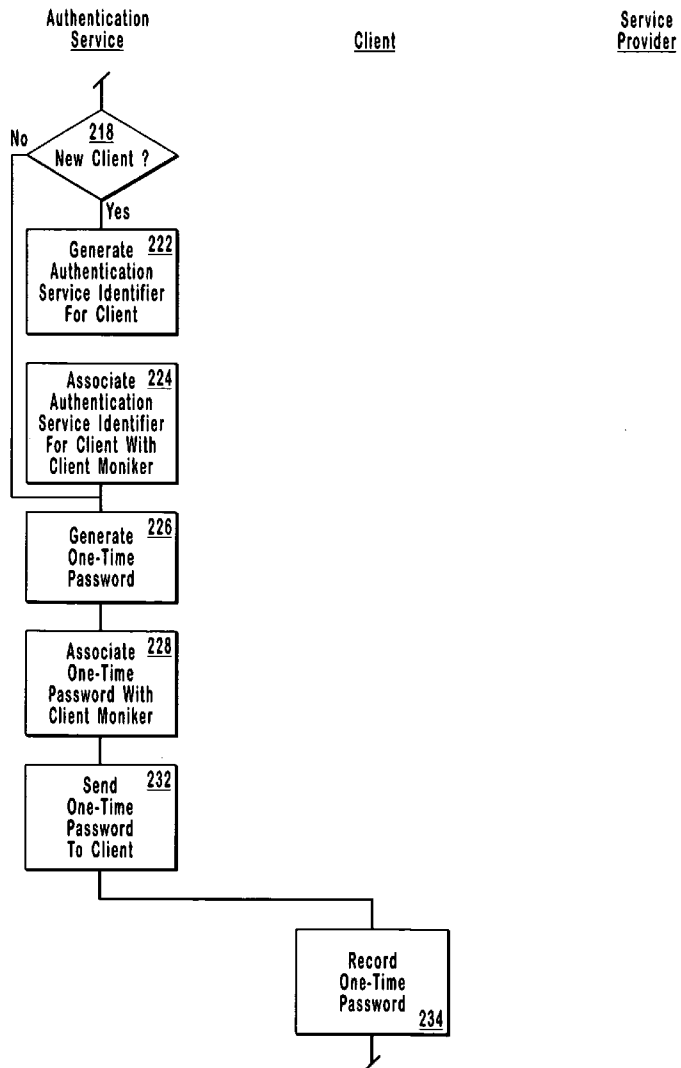 Authentication
Service
Client
Service
Provider
218
New Client ?
No
Yes
Generate 222
Authentication
Service Identifier
For Client
Associate 224
Authentication
Service Identifier
For Client With
Client Moniker
Generate 226
One-Time
Password
Associate 228
One-Time
Password With
Client Moniker
Send 232
One-Time
Password
To Client
Record
One-Time
Password
234